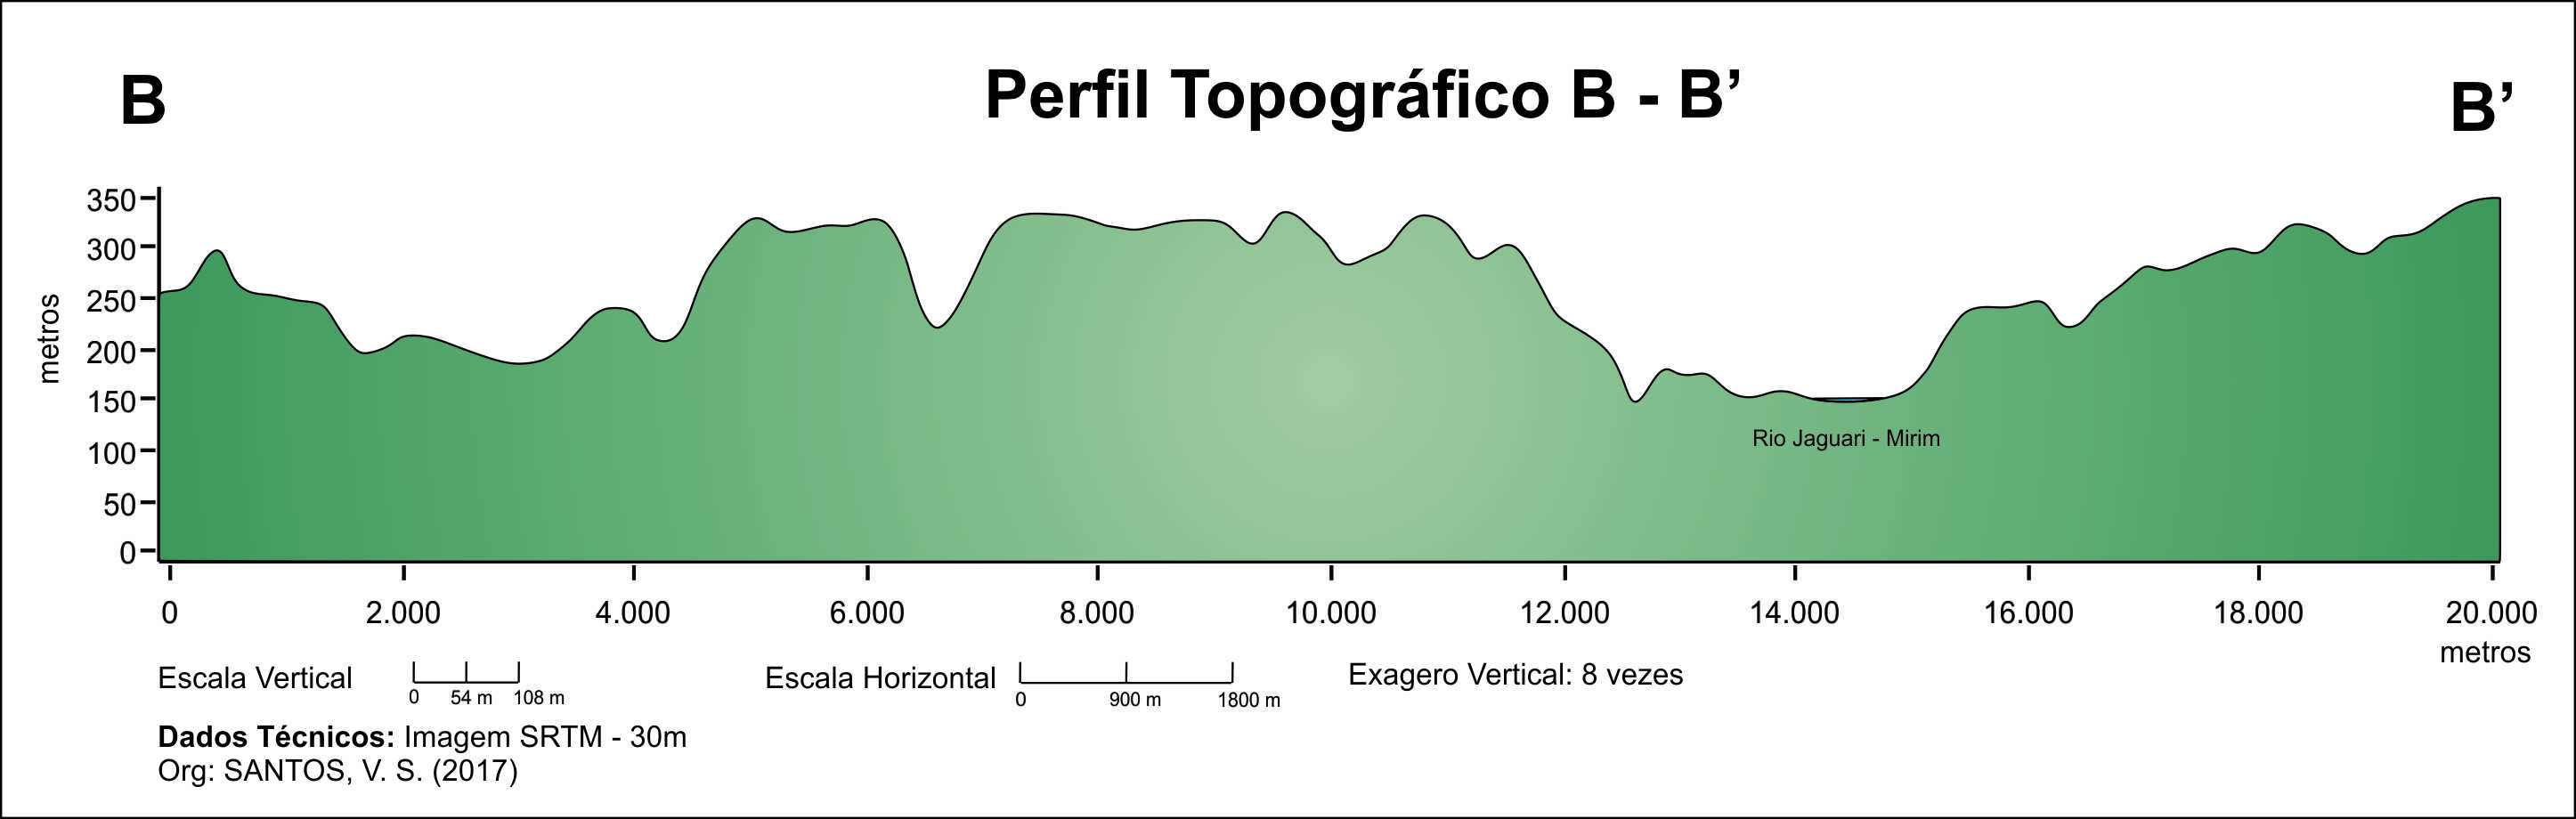 B
Perfil Topográfico B - B’
B’
350
300
250
200
150
100
50
0
metros
Rio Jaguari - Mirim
0 2.000 4.000 6.000 8.000 10.000 12.000 14.000 16.000 18.000 20.000
metros
Escala Vertical 0 54 m 108 m
Escala Horizontal 0 900 m 1800 m
Exagero Vertical: 8 vezes
Dados Técnicos: Imagem SRTM - 30m
Org: SANTOS, V. S. (2017)